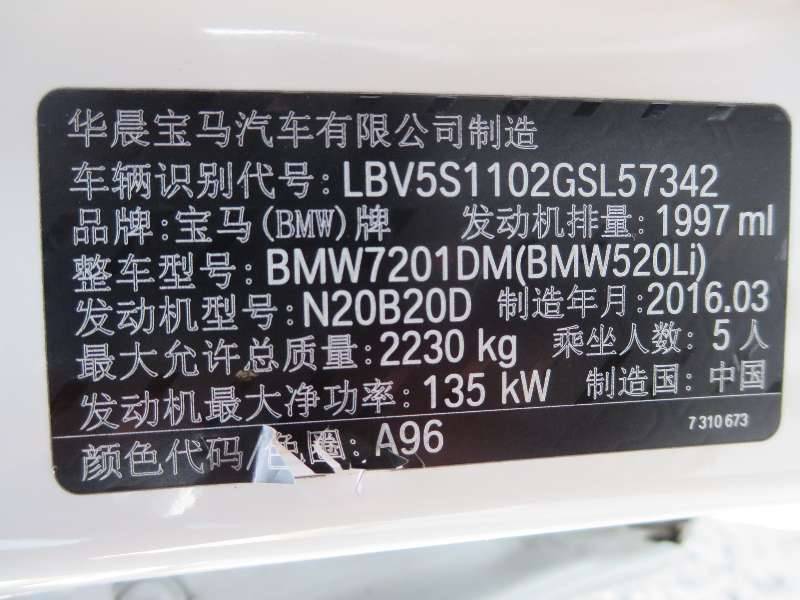 华晨宝马汽车有限公司制造
车辆识别代号:LBV5S1102GSL57342
品牌:宝马(BMW)牌 发动机排量:1997 ml
整车型号:BMW7201DM(BMW520Li)
发动机型号:N20B20D 制造年月:2016.03
最大允许总质量:2230 kg 乘坐人数: 5 人
发动机最大净功率:135 kW 制造国: 中国
颜色代码/色圈:A96 7 310 673